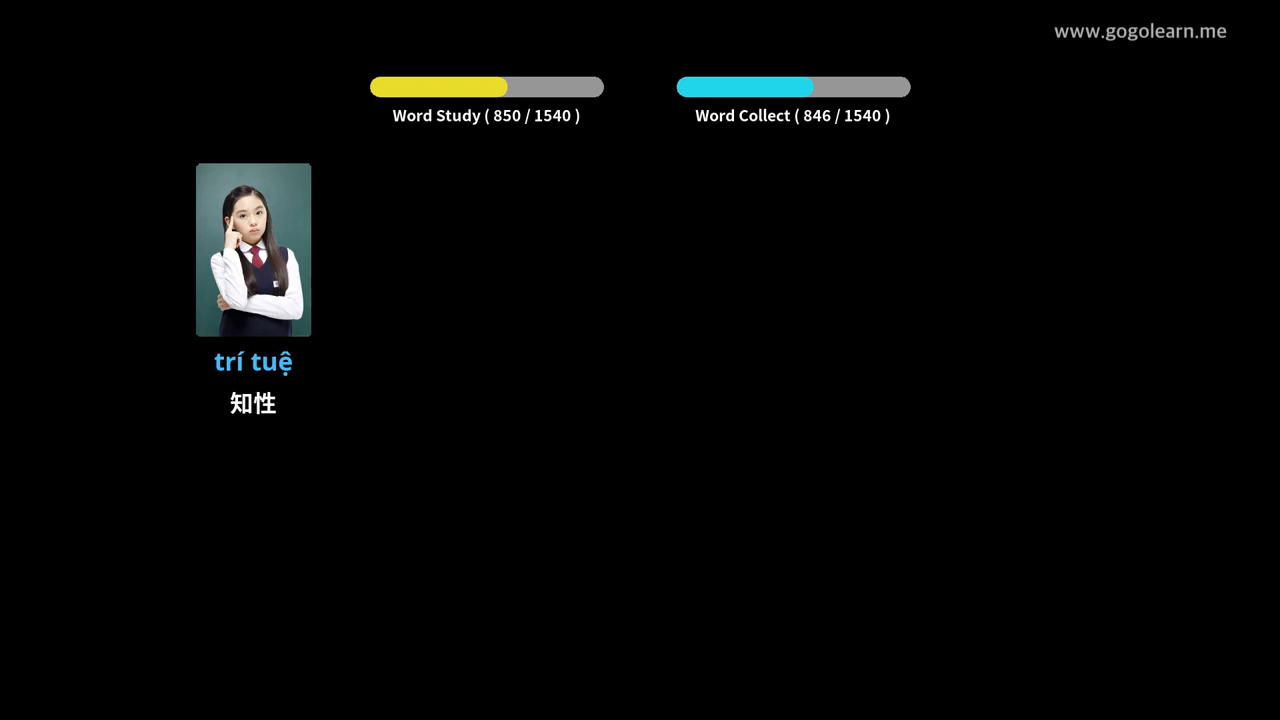 www.gogolearn.me
Word Study ( 850 / 1540 )
Word Collect ( 846 / 1540 )
trí tuệ
知性